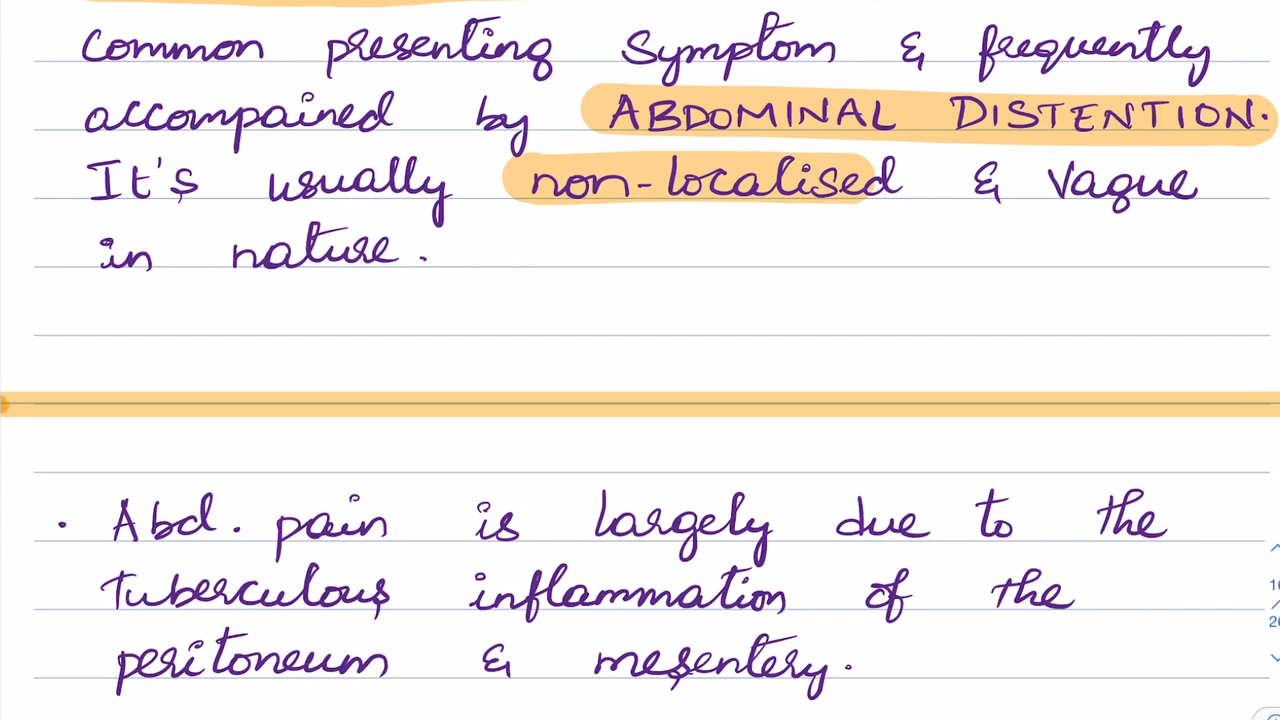 common presenting symptom & frequently
accompained by ABDOMINAL DISTENTION.
It's usually non-localised & vague
in nature.
· Abd. pain is largely due to the
tuberculous inflammation of the
peritoneum & mesentery.